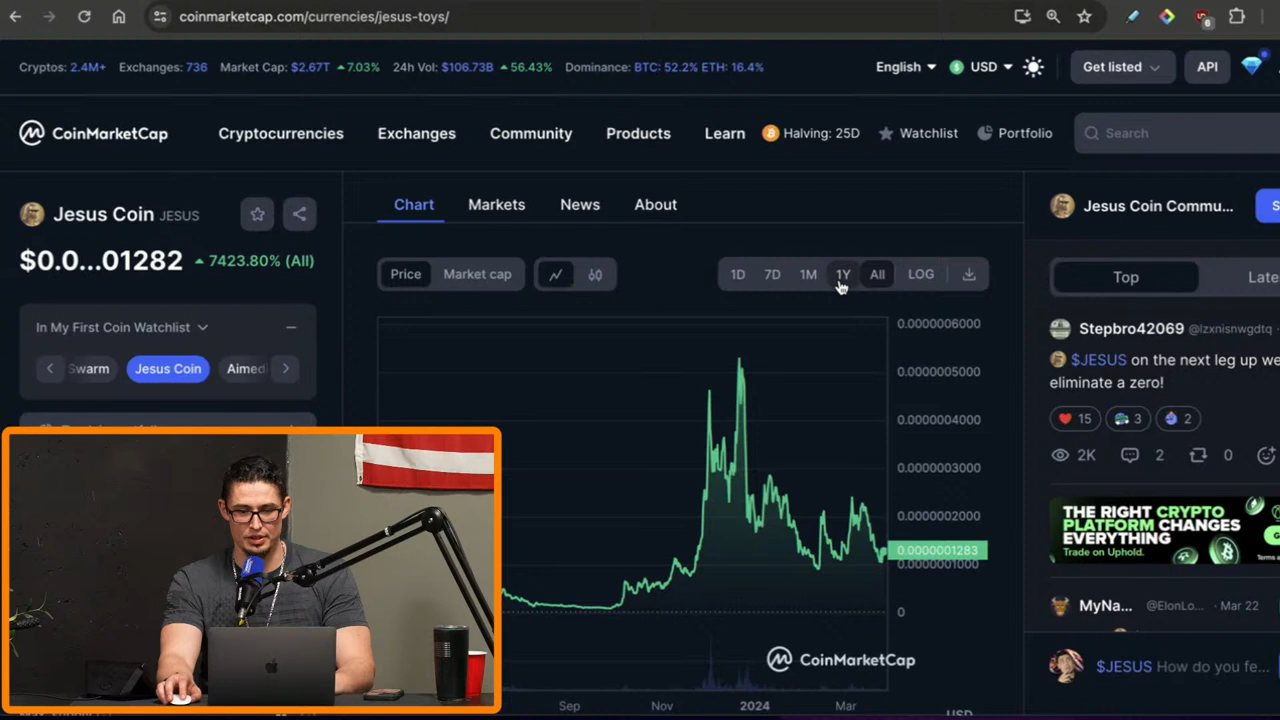 coinmarketcap.com/currencies/jesus-toys/
6
Cryptos: 2.4M+ Exchanges: 736 Market Cap: $2.67T 7.03% 24h Vol: $106.73B 56.43% Dominance: BTC: 52.2% ETH: 16.4%
English USD Get listed API
CoinMarketCap Cryptocurrencies Exchanges Community Products Learn Halving: 25D Watchlist Portfolio Search
Jesus Coin JESUS
$0.0...01282 7423.80% (All)
In My First Coin Watchlist
Swarm Jesus Coin Aimed
Chart Markets News About
Price Market cap
1D 7D 1M 1Y All LOG
0.0000006000
0.0000005000
0.0000004000
0.0000003000
0.0000002000
0.0000001283
0.0000001000
0
CoinMarketCap
Sep Nov 2024 Mar USD
Jesus Coin Commu... S
Top Late
Stepbro42069 @lzxnisnwgdtq
$JESUS on the next leg up we
eliminate a zero!
15 3 2
2K 2 0
THE RIGHT CRYPTO
PLATFORM CHANGES
EVERYTHING
Trade on Uphold.
MyNa... @ElonLo... · Mar 22
$JESUS How do you fe...